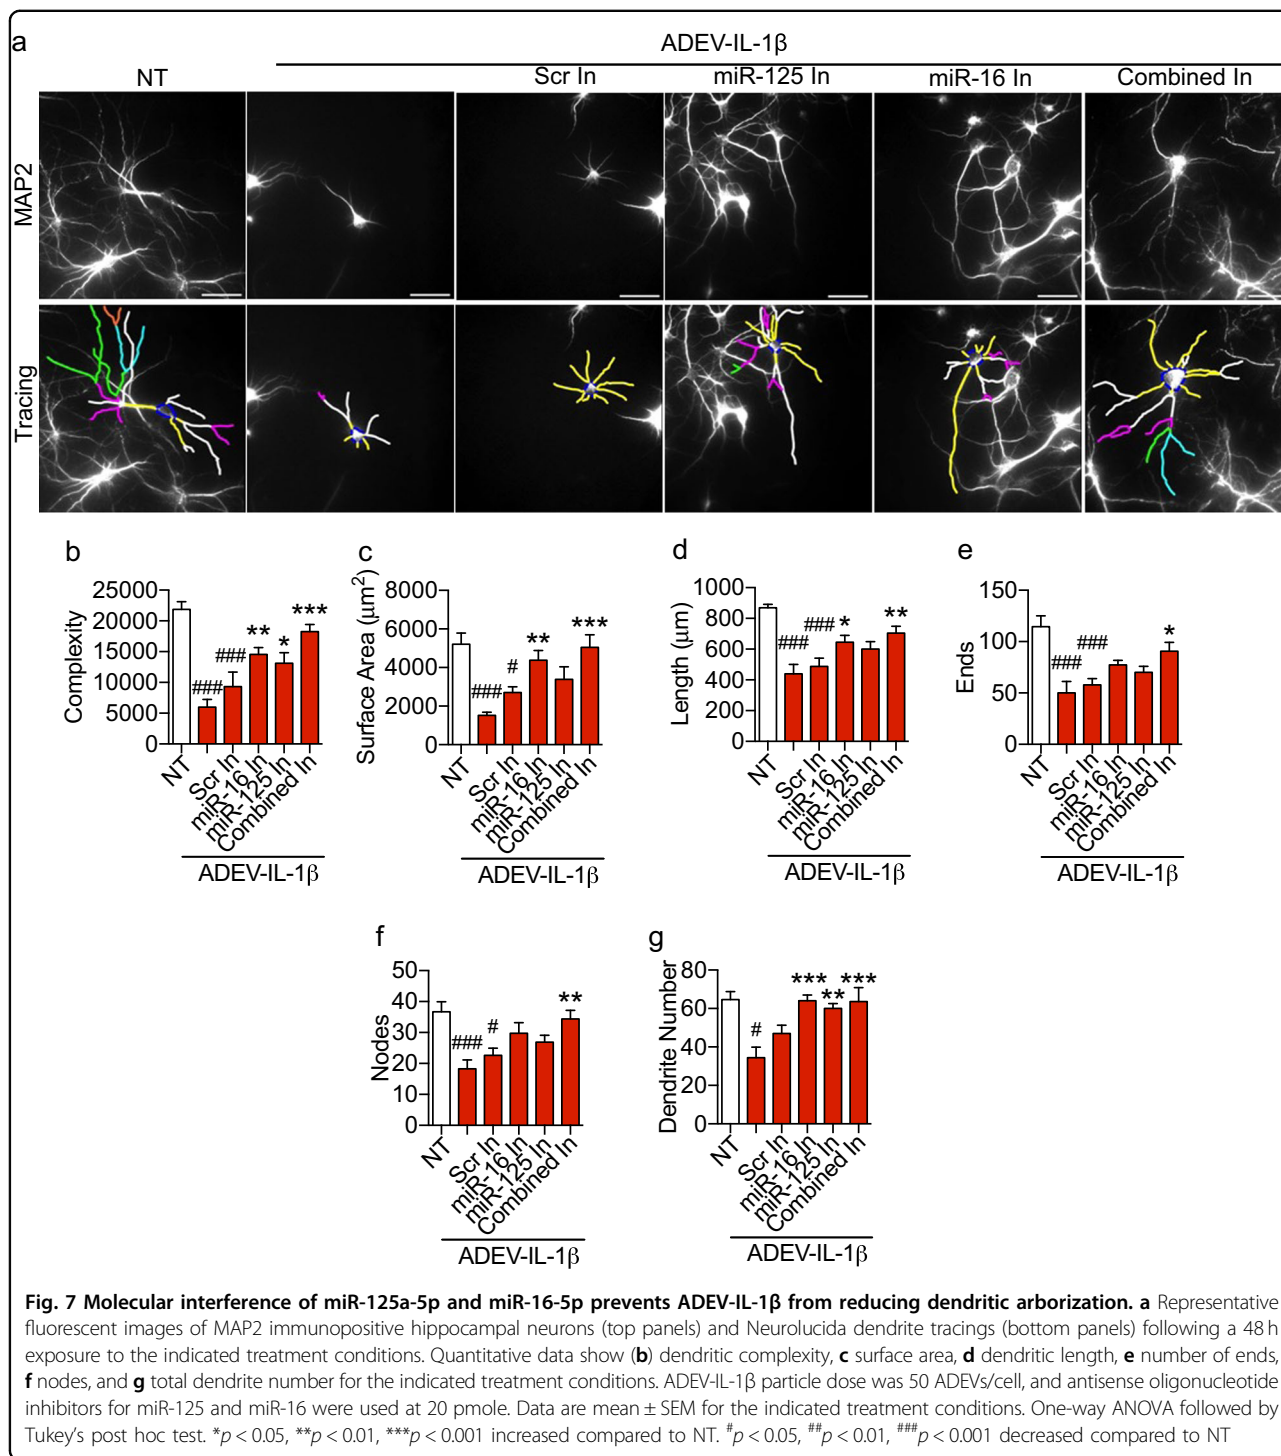 a
ADEV-IL-1β
NT
Scr In
miR-125 In
miR-16 In
Combined In
MAP2
Tracing
b
Complexity
25000
20000
15000
10000
5000
0
###
###
**
*
***
NT
Scr In
miR-16 In
miR-125 In
Combined In
ADEV-IL-1β
c
Surface Area (μm²)
8000
6000
4000
2000
0
###
#
**
***
NT
Scr In
miR-16 In
miR-125 In
Combined In
ADEV-IL-1β
d
Length (μm)
1000
800
600
400
200
0
###
###
*
**
NT
Scr In
miR-16 In
miR-125 In
Combined In
ADEV-IL-1β
e
Ends
150
100
50
0
###
###
*
NT
Scr In
miR-16 In
miR-125 In
Combined In
ADEV-IL-1β
f
Nodes
50
40
30
20
10
0
###
#
**
NT
Scr In
miR-16 In
miR-125 In
Combined In
ADEV-IL-1β
g
Dendrite Number
80
60
40
20
0
#
***
**
***
NT
Scr In
miR-16 In
miR-125 In
Combined In
ADEV-IL-1β
Fig. 7 Molecular interference of miR-125a-5p and miR-16-5p prevents ADEV-IL-1β from reducing dendritic arborization. a Representative
fluorescent images of MAP2 immunopositive hippocampal neurons (top panels) and Neurolucida dendrite tracings (bottom panels) following a 48 h
exposure to the indicated treatment conditions. Quantitative data show (b) dendritic complexity, c surface area, d dendritic length, e number of ends,
f nodes, and g total dendrite number for the indicated treatment conditions. ADEV-IL-1β particle dose was 50 ADEVs/cell, and antisense oligonucleotide
inhibitors for miR-125 and miR-16 were used at 20 pmole. Data are mean ± SEM for the indicated treatment conditions. One-way ANOVA followed by
Tukey's post hoc test. *p < 0.05, **p < 0.01, ***p < 0.001 increased compared to NT. #p < 0.05, ##p < 0.01, ###p < 0.001 decreased compared to NT